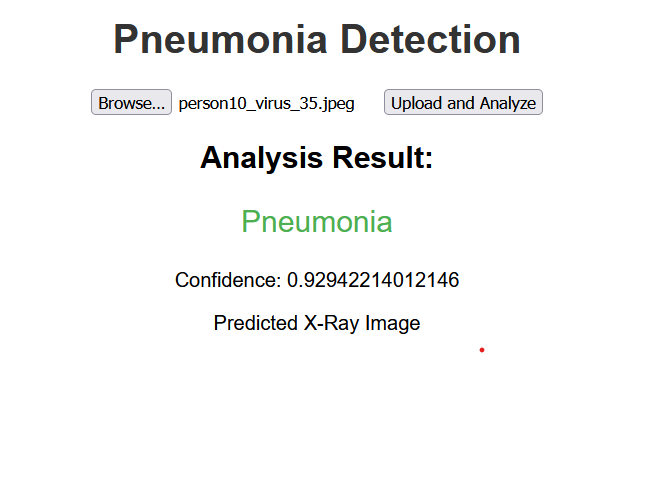 Pneumonia Detection
Browse... person10_virus_35.jpeg Upload and Analyze
Analysis Result:
Pneumonia
Confidence: 0.92942214012146
Predicted X-Ray Image